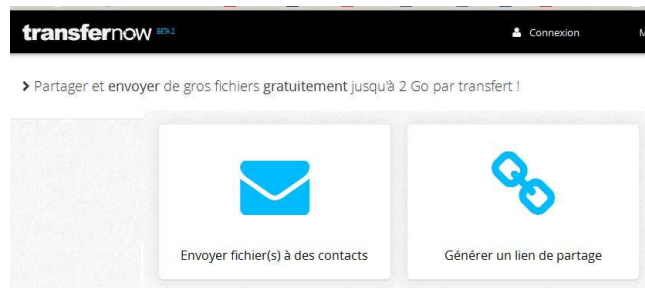 transfernow BETA 2
Connexion
Partager et envoyer de gros fichiers gratuitement jusqu'à 2 Go par transfert !
Envoyer fichier(s) à des contacts
Générer un lien de partage